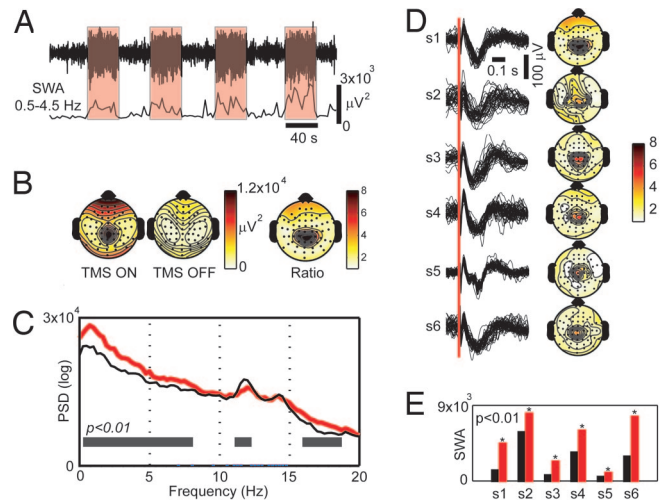 A
SWA
0.5-4.5 Hz
3x10³
μV²
0
40 s
B
TMS ON
TMS OFF
1.2x10⁴
μV²
0
Ratio
8
6
4
2
C
3x10⁴
PSD (log)
p<0.01
0
0
5
10
15
20
Frequency (Hz)
D
s1
s2
s3
s4
s5
s6
0.1 s
100 μV
8
6
4
2
E
9x10³
SWA
0
p<0.01
* * * * * *
s1 s2 s3 s4 s5 s6